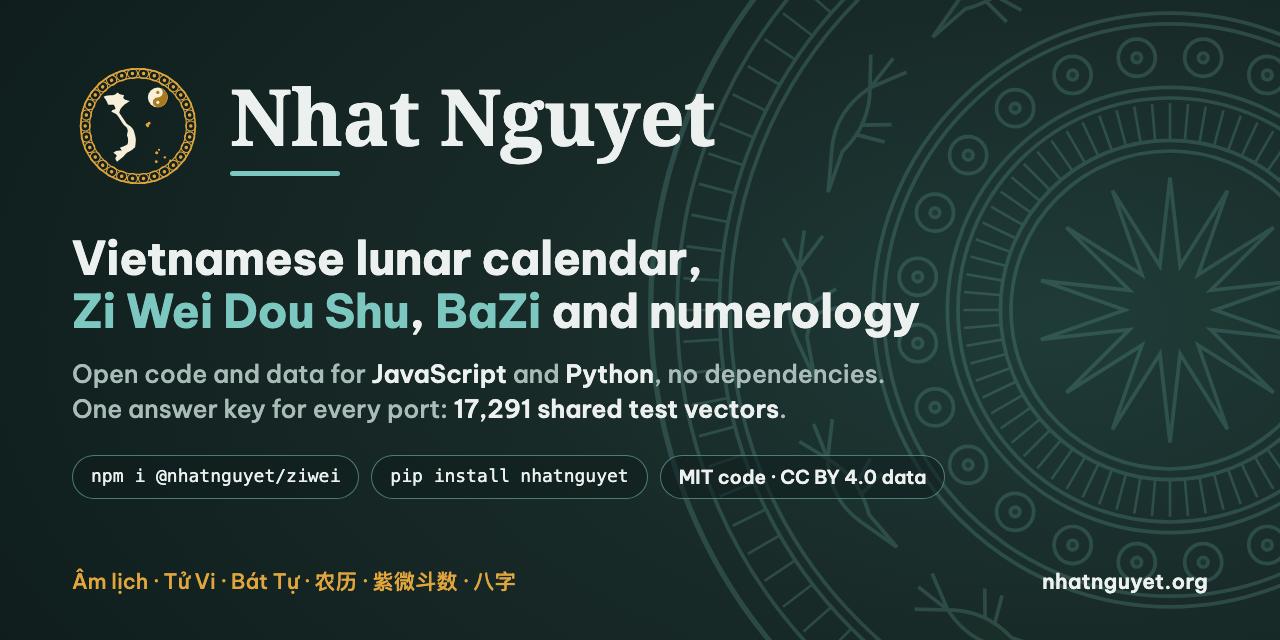 Nhat Nguyet
Vietnamese lunar calendar,
Zi Wei Dou Shu, BaZi and numerology
Open code and data for JavaScript and Python, no dependencies.
One answer key for every port: 17,291 shared test vectors.
npm i @nhatnguyet/ziwei
pip install nhatnguyet
MIT code · CC BY 4.0 data
Âm lịch · Tử Vi · Bát Tự · 农历 · 紫微斗数 · 八字
nhatnguyet.org